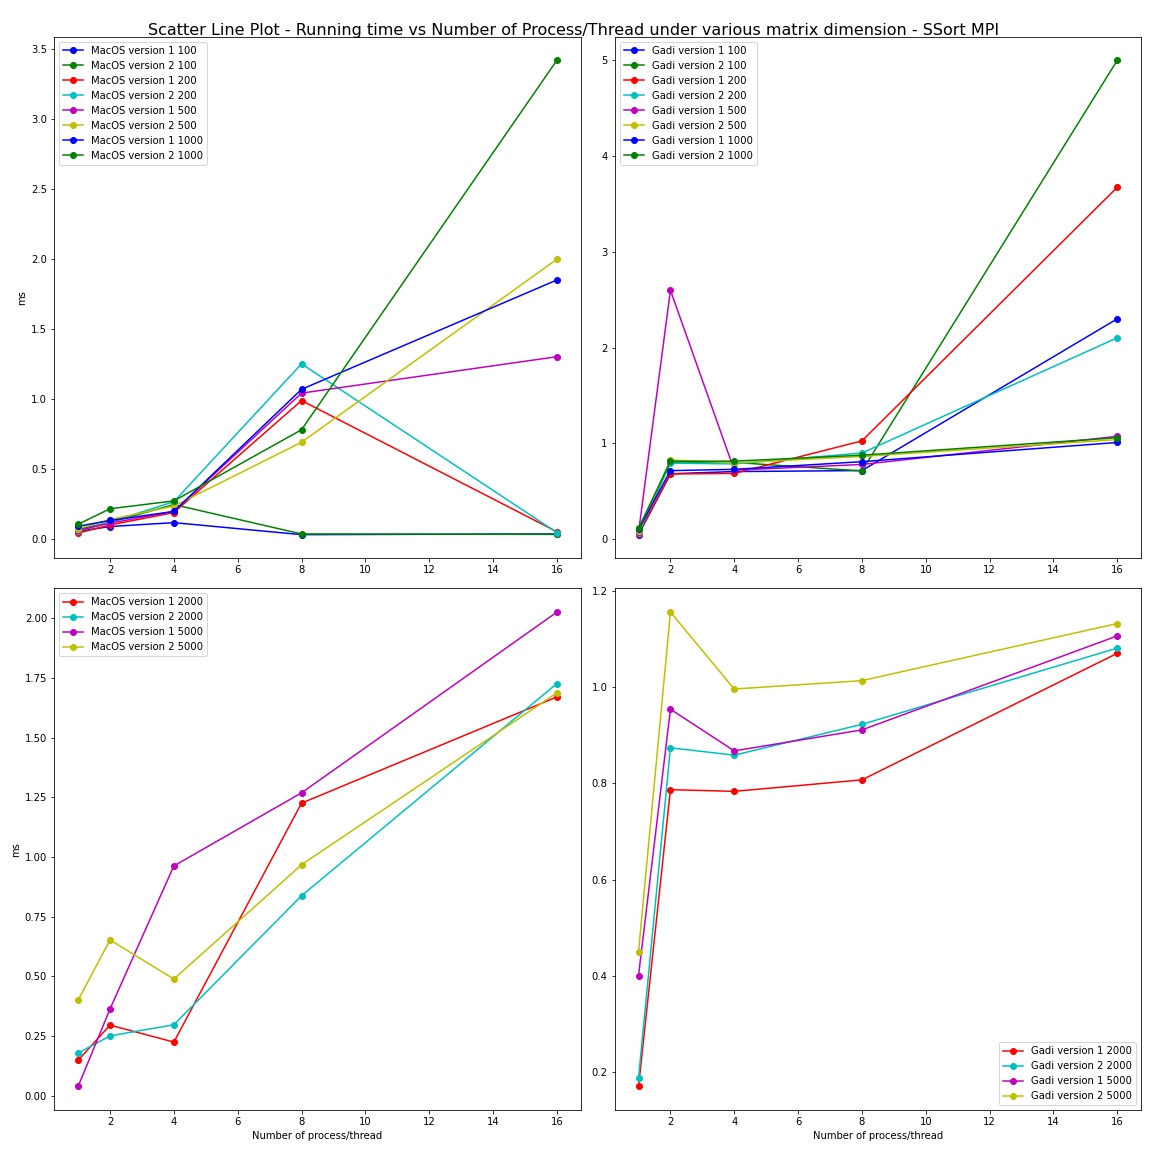 Scatter Line Plot - Running time vs Number of Process/Thread under various matrix dimension - SSort MPI
MacOS version 1 100
MacOS version 2 100
MacOS version 1 200
MacOS version 2 200
MacOS version 1 500
MacOS version 2 500
MacOS version 1 1000
MacOS version 2 1000
3.5
3.0
2.5
2.0
1.5
1.0
0.5
0.0
ms
2 4 6 8 10 12 14 16
Gadi version 1 100
Gadi version 2 100
Gadi version 1 200
Gadi version 2 200
Gadi version 1 500
Gadi version 2 500
Gadi version 1 1000
Gadi version 2 1000
5
4
3
2
1
0
2 4 6 8 10 12 14 16
MacOS version 1 2000
MacOS version 2 2000
MacOS version 1 5000
MacOS version 2 5000
2.00
1.75
1.50
1.25
1.00
0.75
0.50
0.25
0.00
ms
2 4 6 8 10 12 14 16
Number of process/thread
1.2
1.0
0.8
0.6
0.4
0.2
Gadi version 1 2000
Gadi version 2 2000
Gadi version 1 5000
Gadi version 2 5000
2 4 6 8 10 12 14 16
Number of process/thread